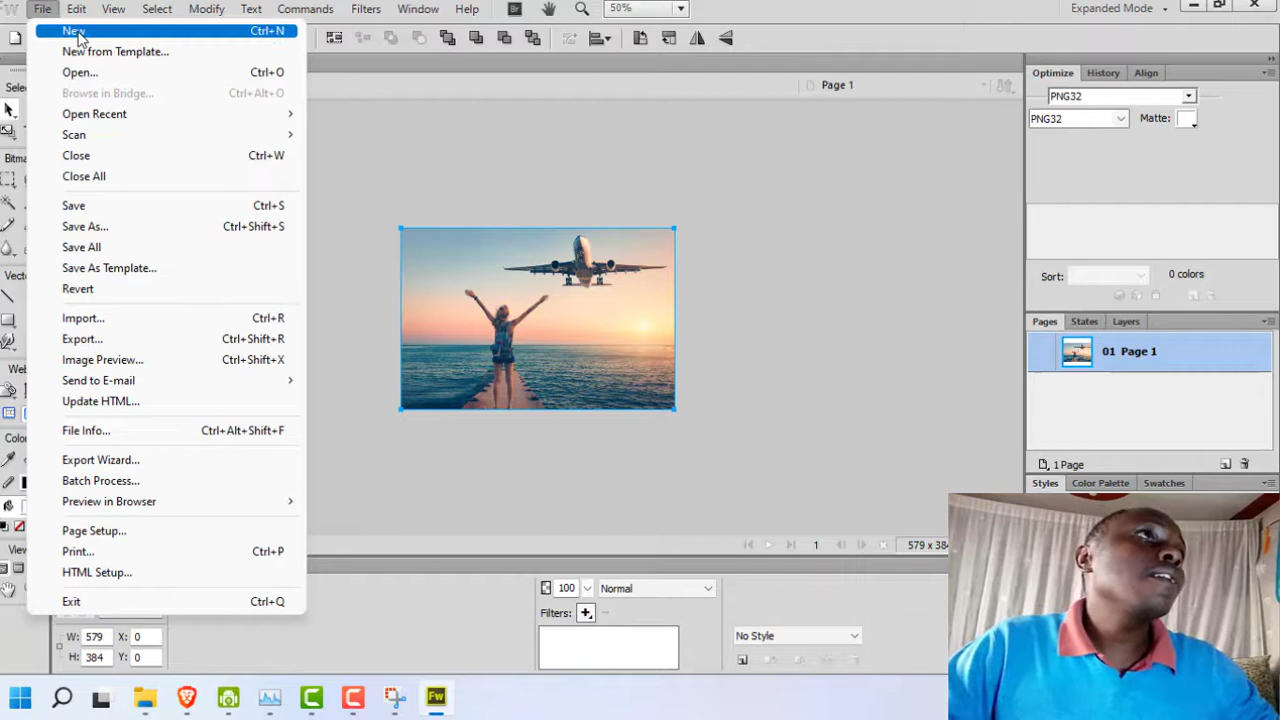 File Edit View Select Modify Commands Text Filters Window Help Br 50% Expanded Mode
New Ctrl+N
New from Template...
Open... Ctrl+O
Browse in Bridge... Ctrl+Alt+O
Open Recent
Scan
Close Ctrl+W
Close All
Save Ctrl+S
Save As... Ctrl+Shift+S
Save All
Save As Template...
Revert
Import... Ctrl+R
Export... Ctrl+Shift+R
Image Preview... Ctrl+Shift+X
Send to E-mail
Update HTML...
File Info... Ctrl+Alt+Shift+F
Export Wizard...
Batch Process...
Preview in Browser
Page Setup...
Print... Ctrl+P
HTML Setup...
Exit Ctrl+Q
Page 1
Optimize History Align
PNG32
PNG32 Matte:
Sort: 0 colors
Pages States Layers
01 Page 1
1 Page
Styles Color Palette Swatches
1 579 x 384
100 Normal
Filters:
No Style
W: 579 X: 0
H: 384 Y: 0
Fw